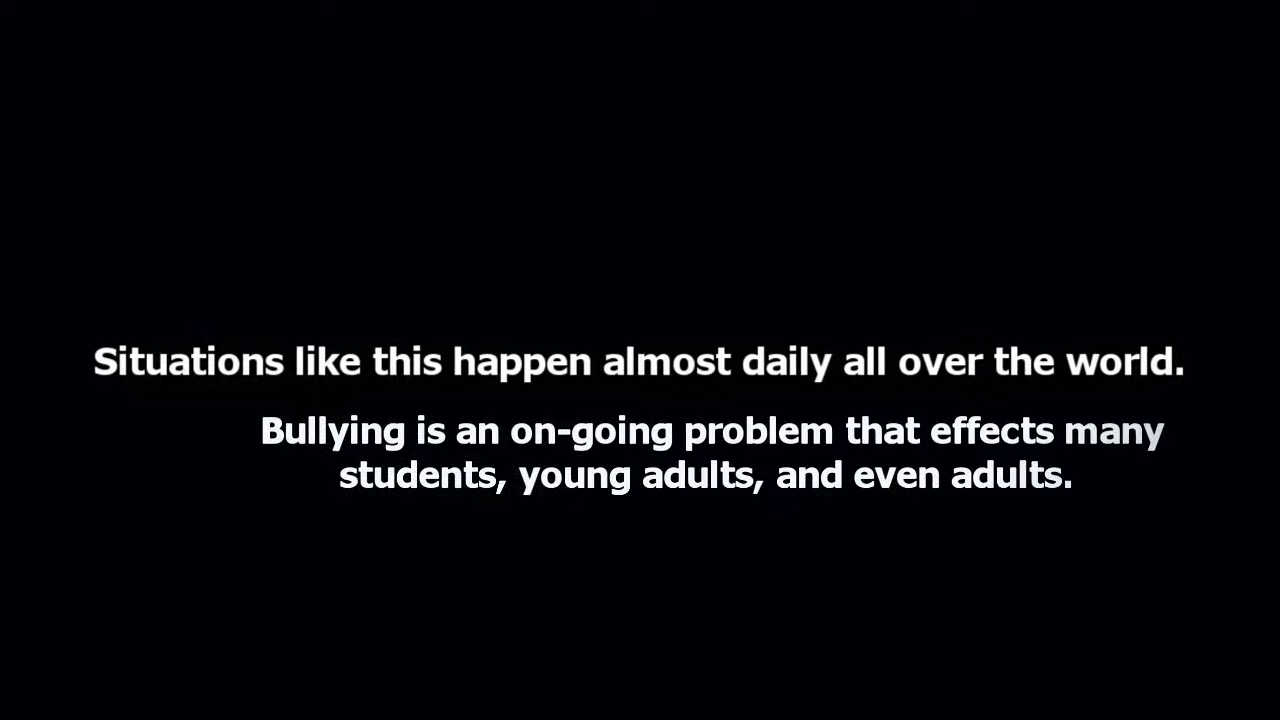 Situations like this happen almost daily all over the world.
Bullying is an on-going problem that effects many
students, young adults, and even adults.